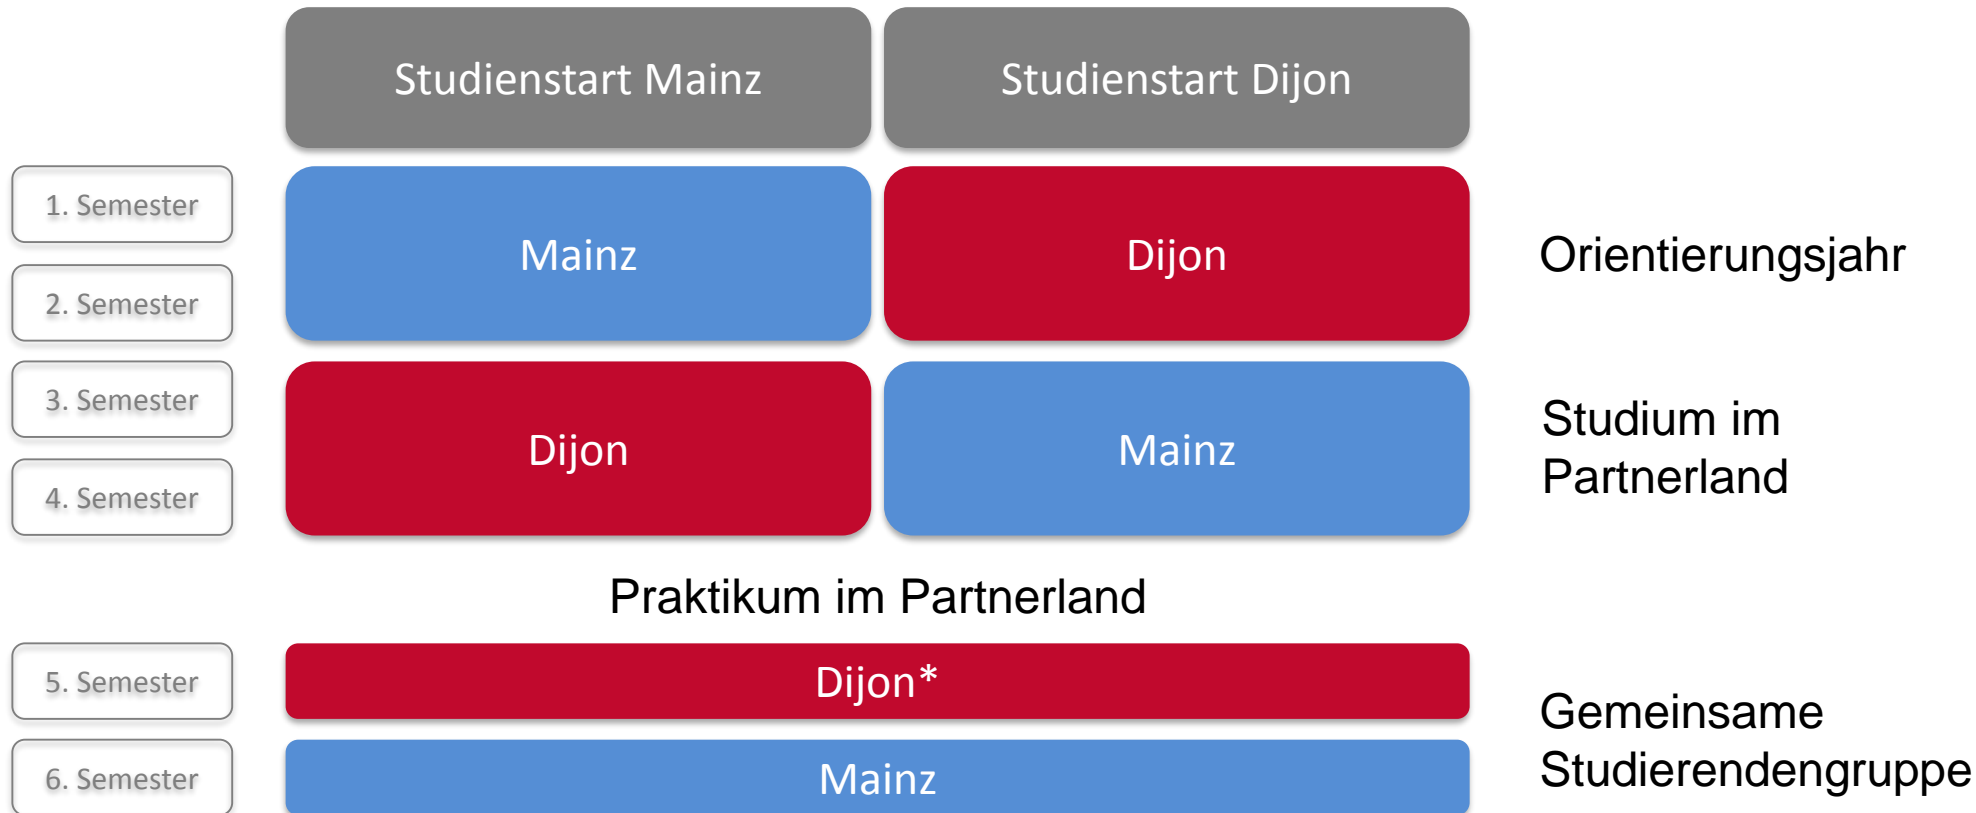 Studienstart Mainz
Studienstart Dijon
1. Semester
2. Semester
Mainz
Dijon
Orientierungsjahr
3. Semester
4. Semester
Dijon
Mainz
Studium im
Partnerland
Praktikum im Partnerland
5. Semester
Dijon*
6. Semester
Mainz
Gemeinsame
Studierendengruppe